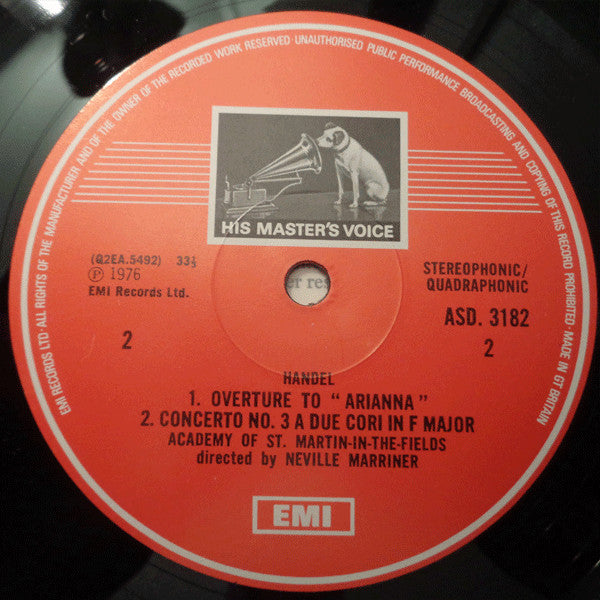 EMI RECORDS LTD · ALL RIGHTS OF THE MANUFACTURER AND OF THE OWNER OF THE RECORDED WORK RESERVED · UNAUTHORISED PUBLIC PERFORMANCE BROADCASTING AND COPYING OF THIS RECORD PROHIBITED · MADE IN GT BRITAIN
HIS MASTER'S VOICE
(Q2EA.5492) 33⅓
Ⓟ 1976
EMI Records Ltd.
STEREOPHONIC/
QUADRAPHONIC
ASD. 3182
2
2
er res
HANDEL
1. OVERTURE TO "ARIANNA"
2. CONCERTO NO. 3 A DUE CORI IN F MAJOR
ACADEMY OF ST. MARTIN-IN-THE-FIELDS
directed by NEVILLE MARRINER
EMI